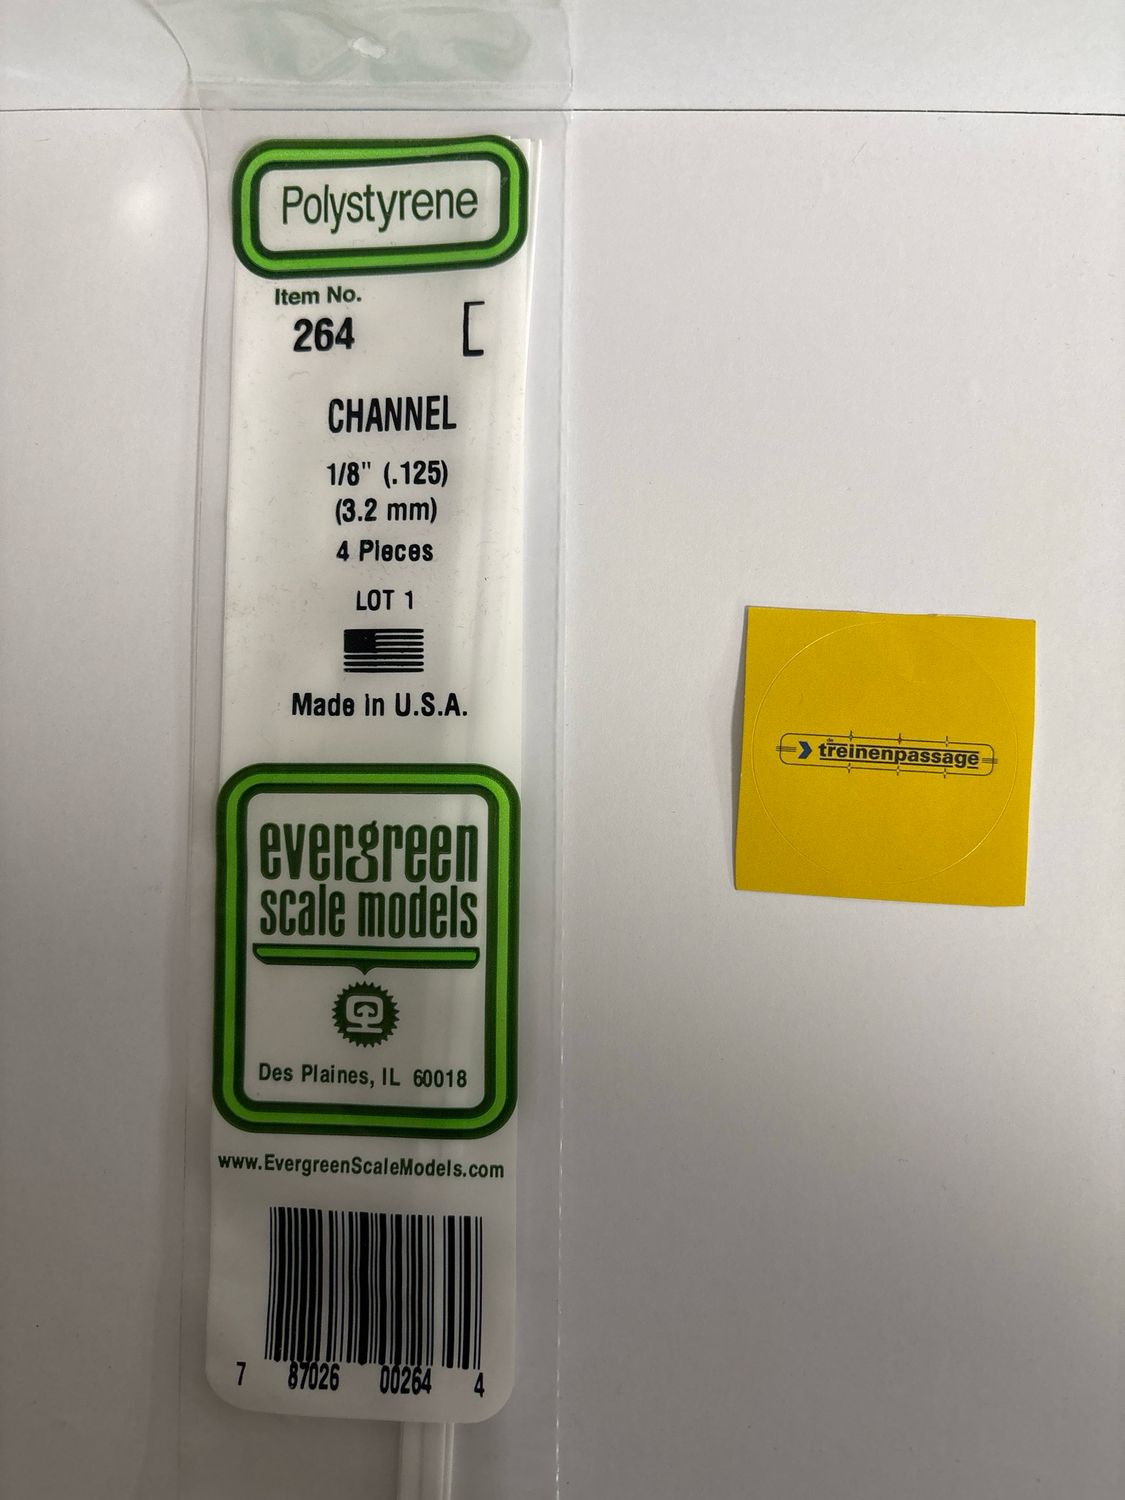 Polystyrene
Item No.
264
CHANNEL
1/8" (.125)
(3.2 mm)
4 Pieces
LOT 1
Made in U.S.A.
evergreen
scale models
Des Plaines, IL 60018
www.EvergreenScaleModels.com
7 87026 00264 4
de
treinenpassage